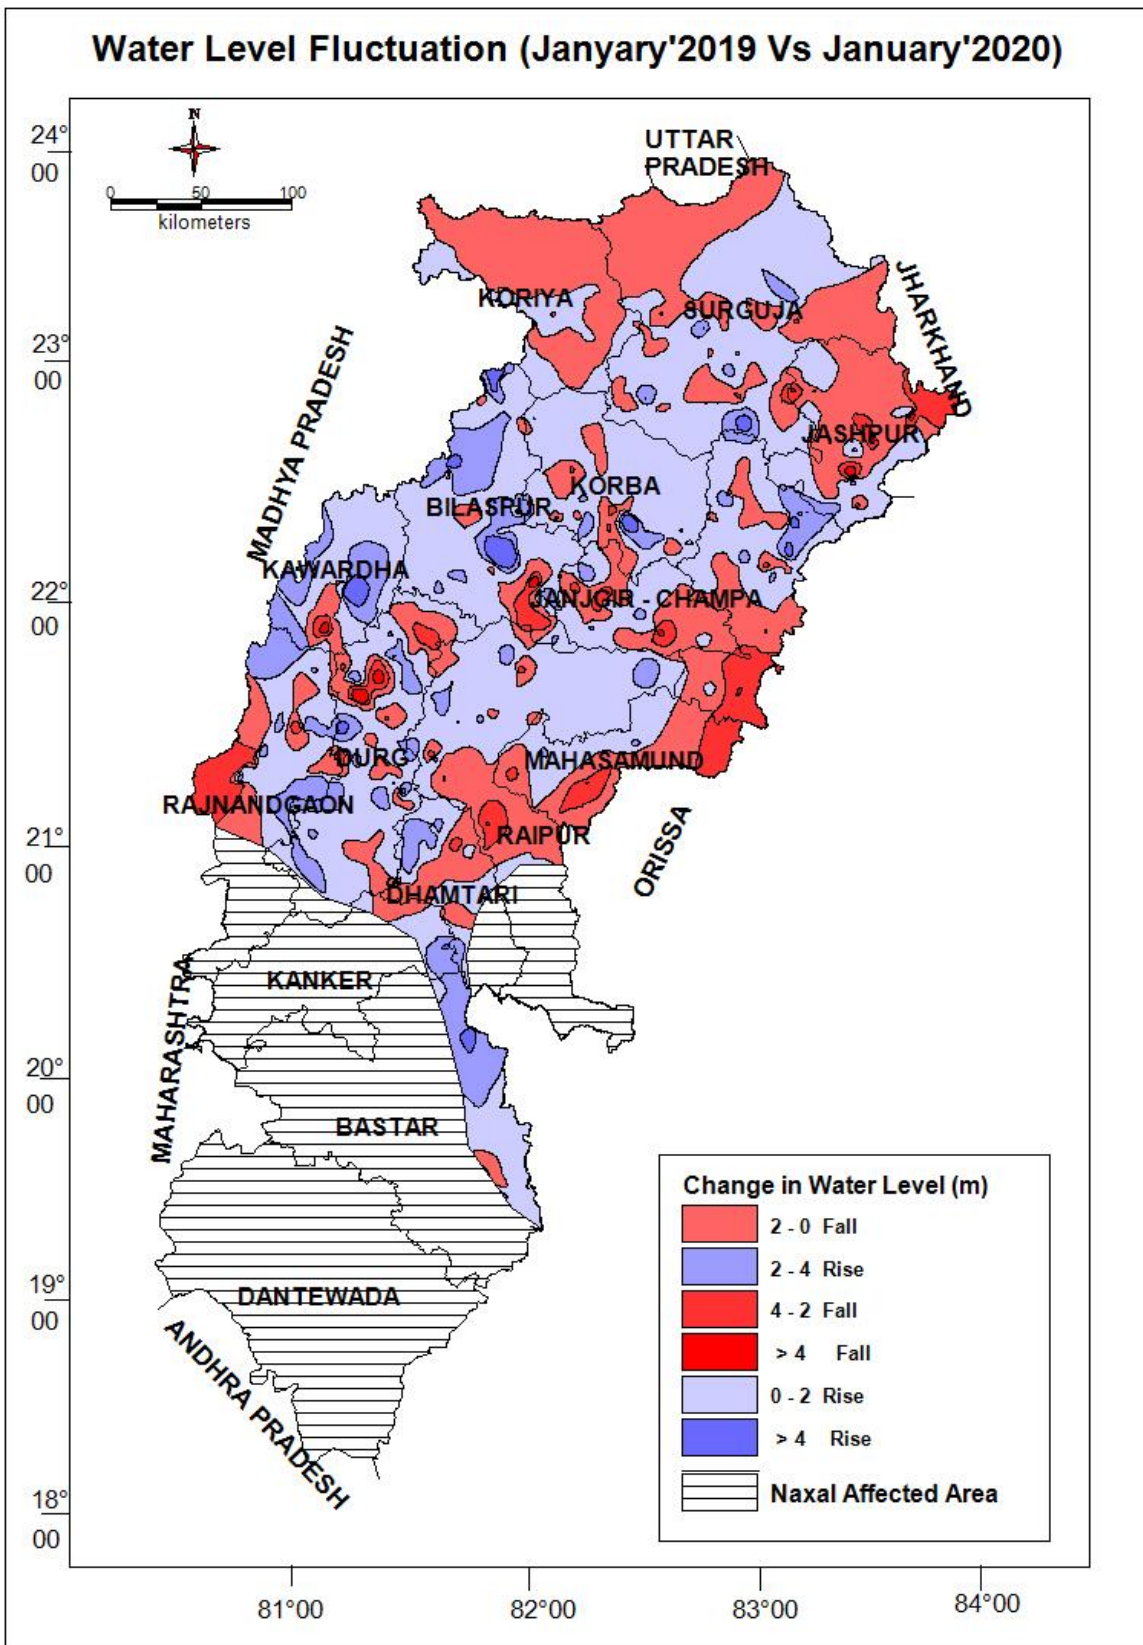 Water Level Fluctuation (Janyary'2019 Vs January'2020)
N
0 50 100
kilometers
24°
00
23°
00
22°
00
21°
00
20°
00
19°
00
18°
00
UTTAR
PRADESH
JHARKHAND
MADHYA PRADESH
ORISSA
MAHARASHTRA
ANDHRA PRADESH
KORIYA
SURGUJA
JASHPUR
KORBA
BILASPUR
KAWARDHA
JANJGIR - CHAMPA
DURG
MAHASAMUND
RAJNANDGAON
RAIPUR
DHAMTARI
KANKER
BASTAR
DANTEWADA
Change in Water Level (m)
2 - 0 Fall
2 - 4 Rise
4 - 2 Fall
> 4 Fall
0 - 2 Rise
> 4 Rise
Naxal Affected Area
81°00 82°00 83°00 84°00